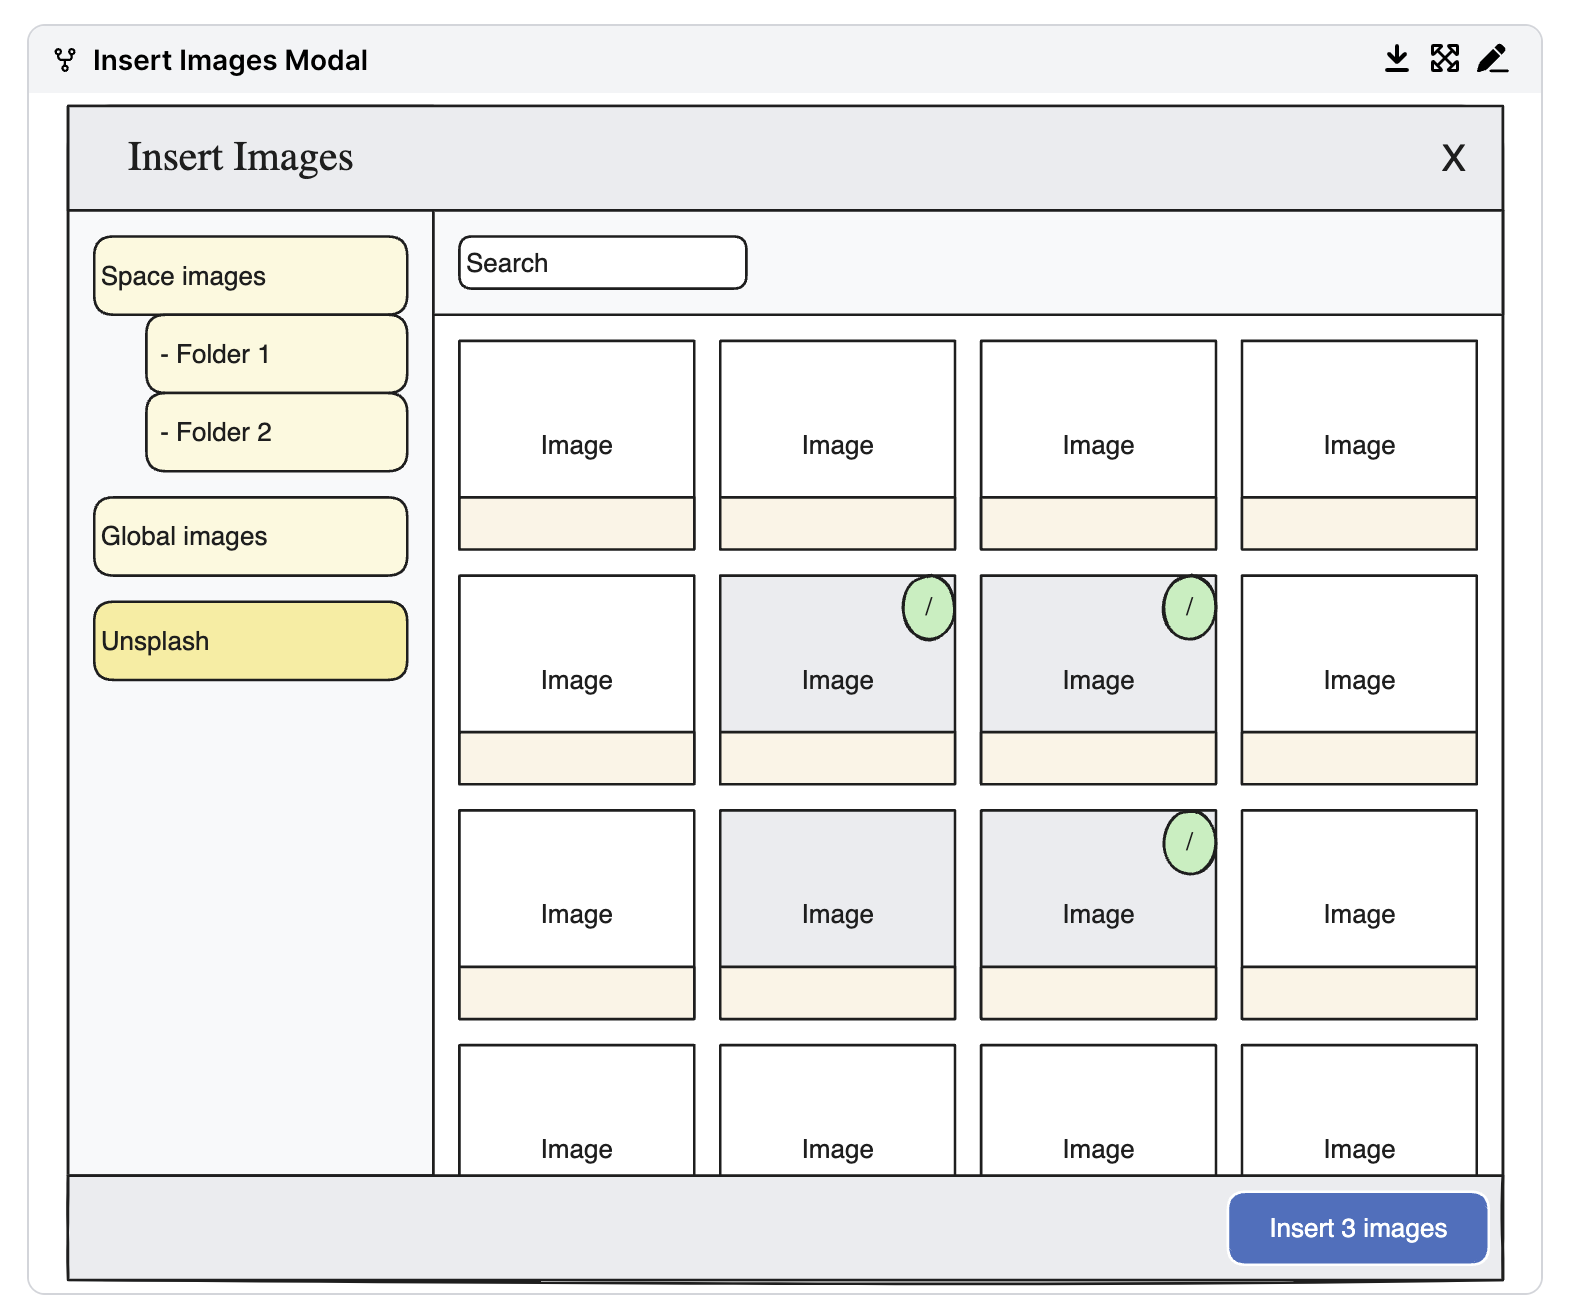 Insert Images Modal
Insert Images
X
Space images
- Folder 1
- Folder 2
Global images
Unsplash
Search
Image Image Image Image
/ /
Image Image Image Image
/
Image Image Image Image
Image Image Image Image
Insert 3 images